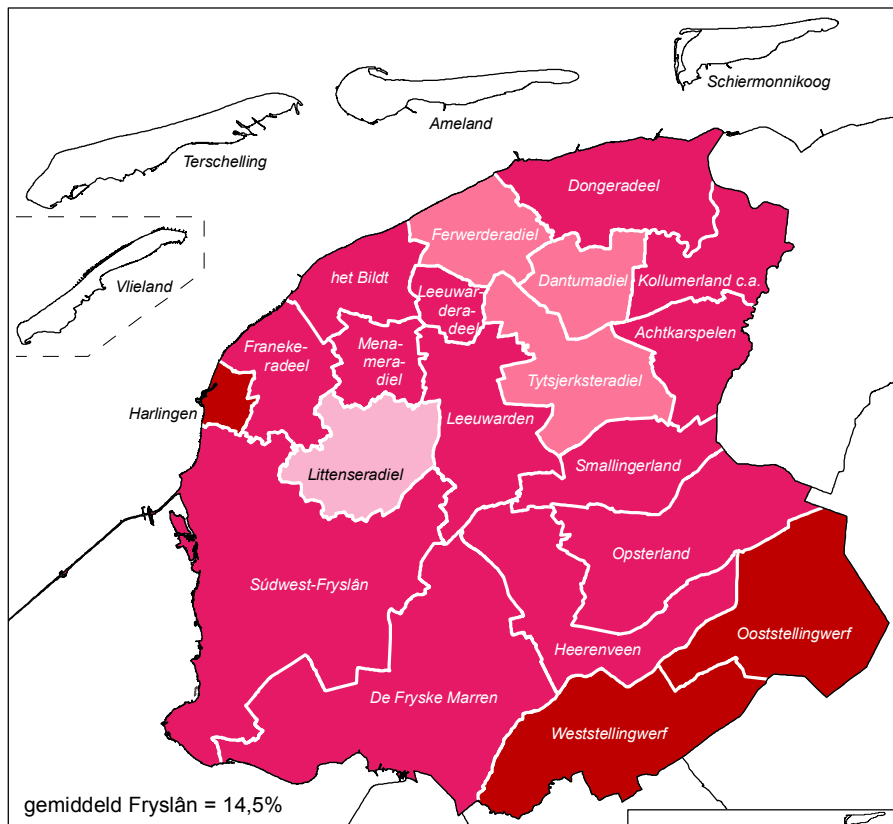 Schiermonnikoog
Ameland
Terschelling
Vlieland
Dongeradeel
Ferwerderadiel
Dantumadiel
Kollumerland c.a.
het Bildt
Leeuwar-
dera-
deel
Achtkarspelen
Franeke-
radeel
Mena-
mera-
diel
Tytsjerksteradiel
Harlingen
Leeuwarden
Littenseradiel
Smallingerland
Opsterland
Súdwest-Fryslân
Ooststellingwerf
Heerenveen
De Fryske Marren
Weststellingwerf
gemiddeld Fryslân = 14,5%